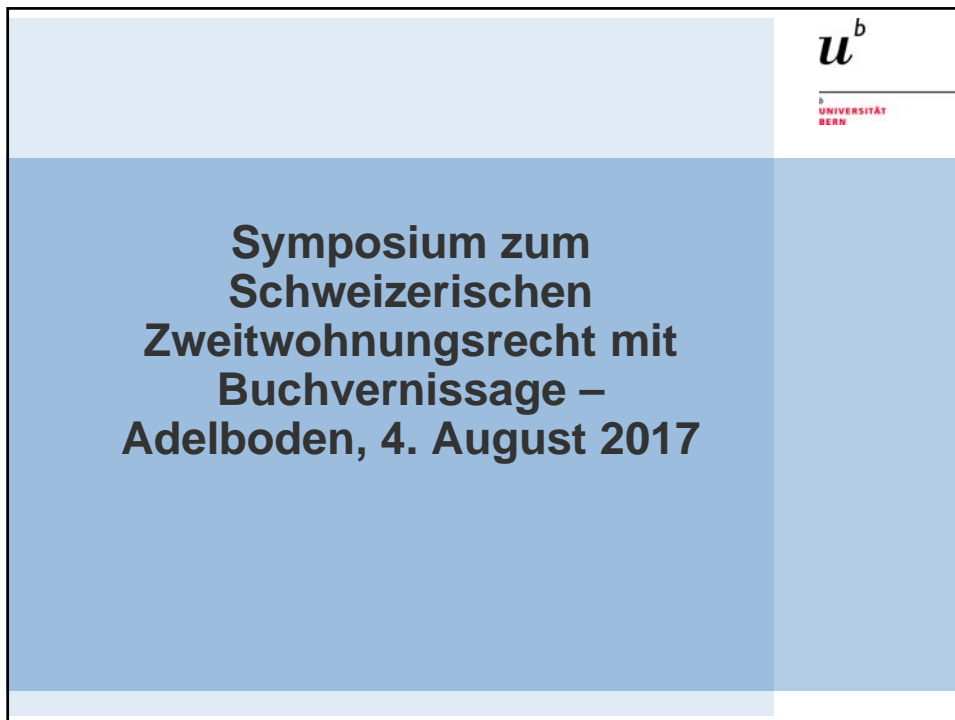 u^b
b
UNIVERSITÄT
BERN
Symposium zum
Schweizerischen
Zweitwohnungsrecht mit
Buchvernissage –
Adelboden, 4. August 2017